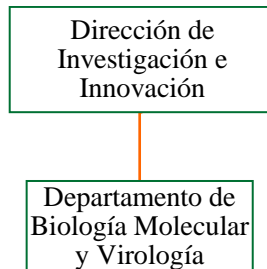 Dirección de
Investigación e
Innovación
Departamento de
Biología Molecular
y Virología